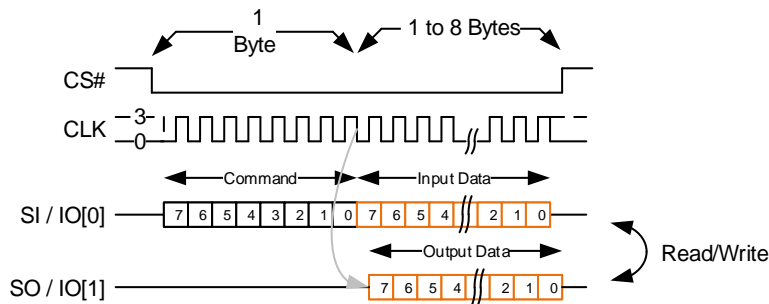 1
Byte
1 to 8 Bytes
CS#
CLK
3
0
Command
Input Data
SI / IO[0]
7 6 5 4 3 2 1 0 7 6 5 4 2 1 0
Output Data
Read/Write
SO / IO[1]
7 6 5 4 2 1 0